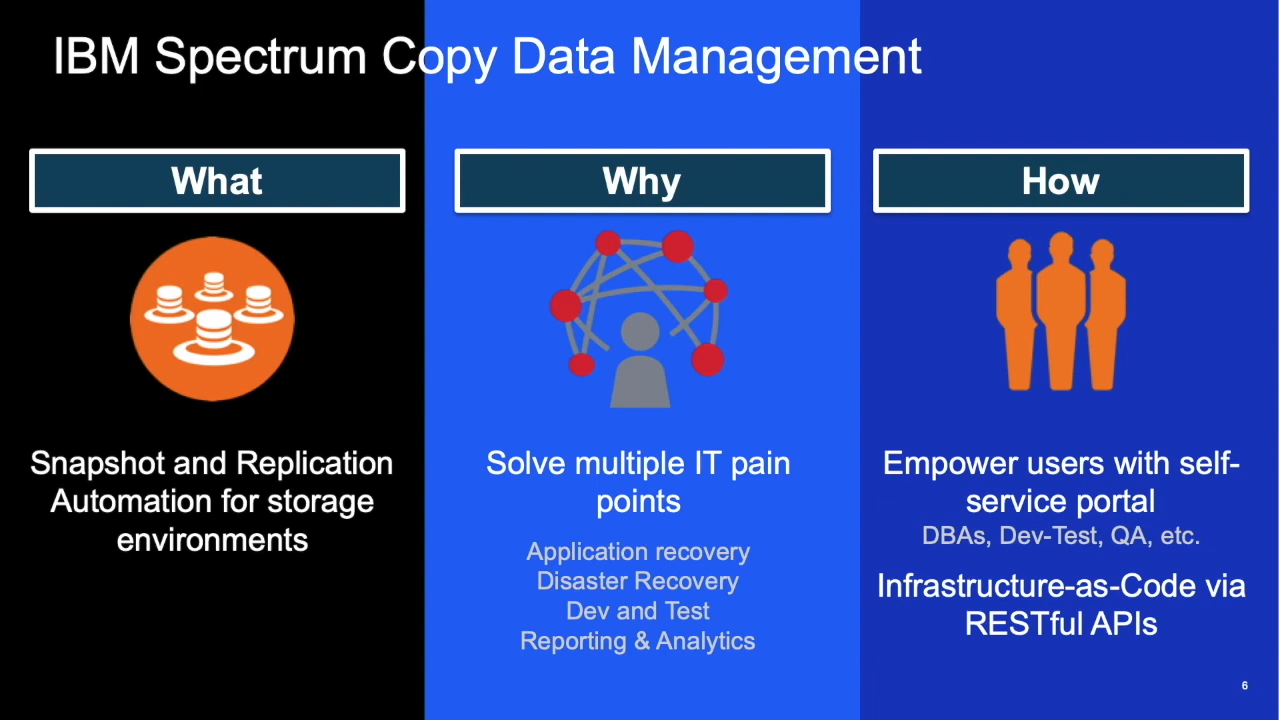 IBM Spectrum Copy Data Management
What
Snapshot and Replication
Automation for storage
environments
Why
Solve multiple IT pain
points
Application recovery
Disaster Recovery
Dev and Test
Reporting & Analytics
How
Empower users with self-
service portal
DBAs, Dev-Test, QA, etc.
Infrastructure-as-Code via
RESTful APIs
6